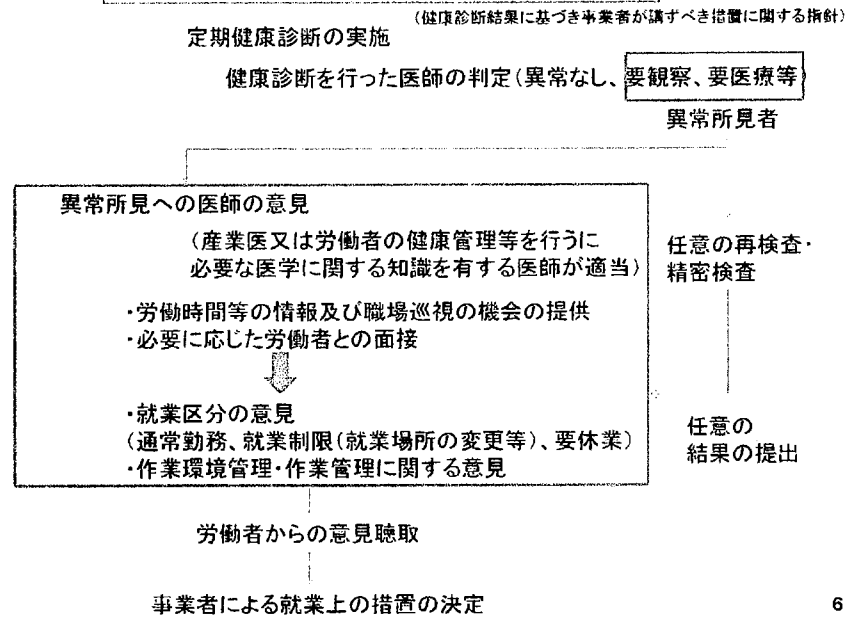 (健康診断結果に基づき事業者が講ずべき措置に関する指針)
定期健康診断の実施
健康診断を行った医師の判定(異常なし、要観察、要医療等)
異常所見者
異常所見への医師の意見
(産業医又は労働者の健康管理等を行うに
必要な医学に関する知識を有する医師が適当)
・労働時間等の情報及び職場巡視の機会の提供
・必要に応じた労働者との面接
・就業区分の意見
(通常勤務、就業制限(就業場所の変更等)、要休業)
・作業環境管理・作業管理に関する意見
任意の再検査・
精密検査
任意の
結果の提出
労働者からの意見聴取
事業者による就業上の措置の決定
6